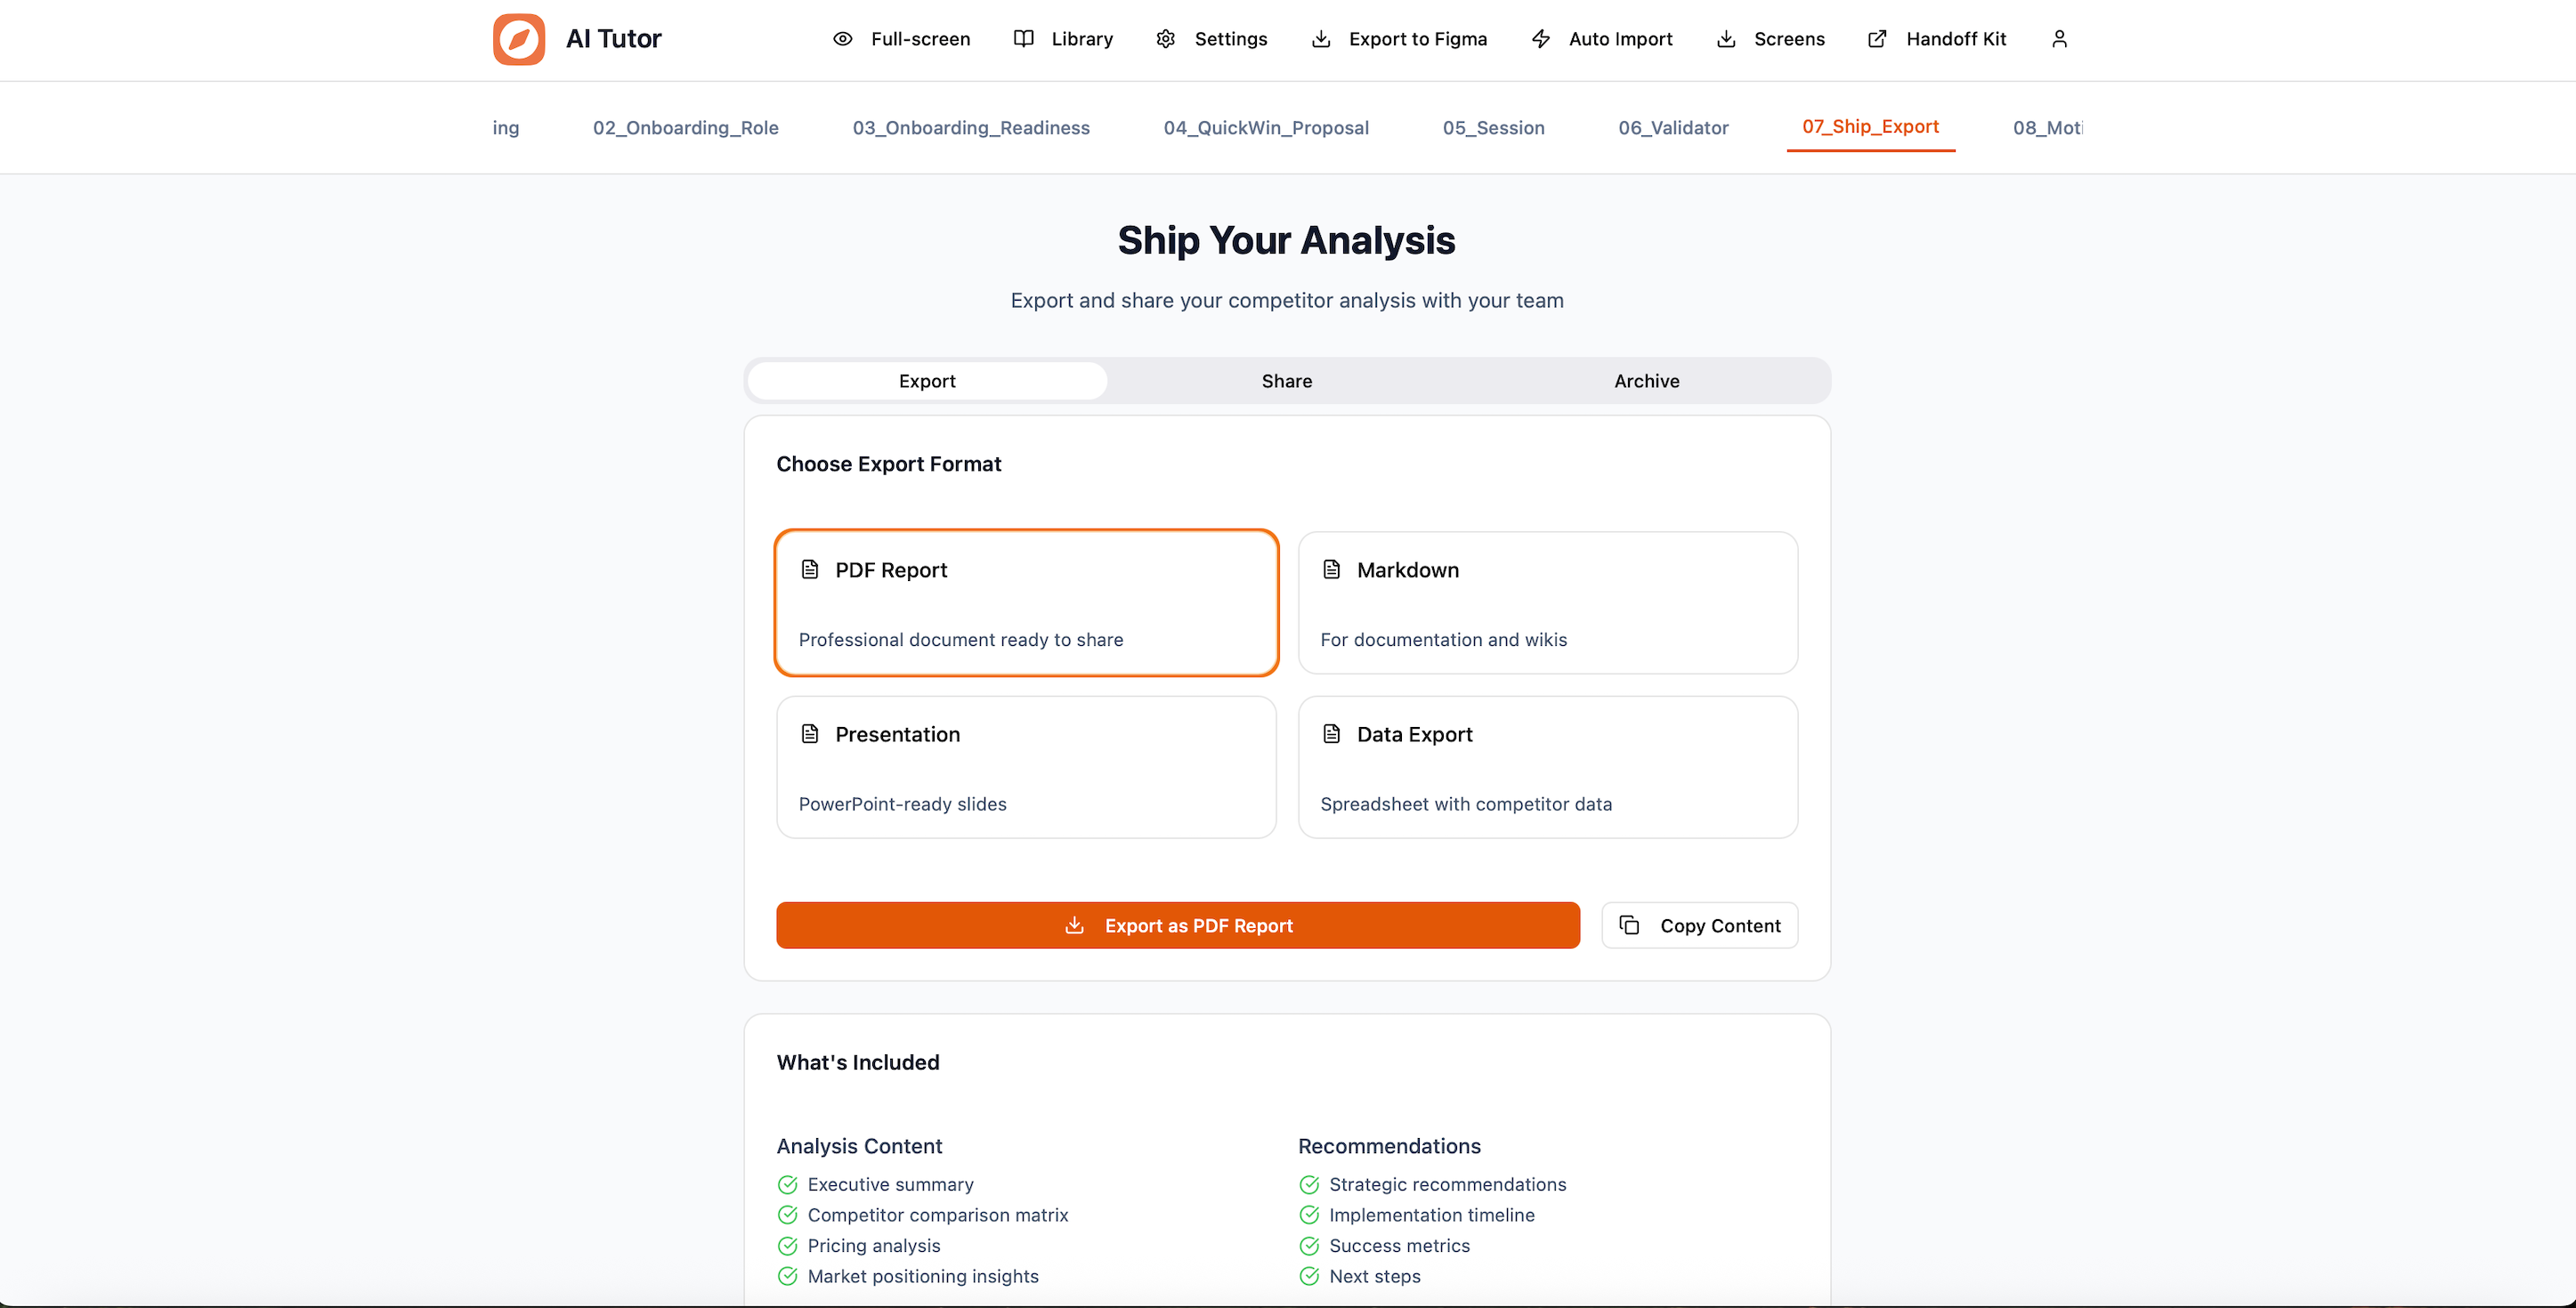 AI Tutor
Full-screen
Library
Settings
Export to Figma
Auto Import
Screens
Handoff Kit
ing
02_Onboarding_Role
03_Onboarding_Readiness
04_QuickWin_Proposal
05_Session
06_Validator
07_Ship_Export
08_Moti
Ship Your Analysis
Export and share your competitor analysis with your team
Export
Share
Archive
Choose Export Format
PDF Report
Professional document ready to share
Markdown
For documentation and wikis
Presentation
PowerPoint-ready slides
Data Export
Spreadsheet with competitor data
Export as PDF Report
Copy Content
What's Included
Analysis Content
Executive summary
Competitor comparison matrix
Pricing analysis
Market positioning insights
Recommendations
Strategic recommendations
Implementation timeline
Success metrics
Next steps